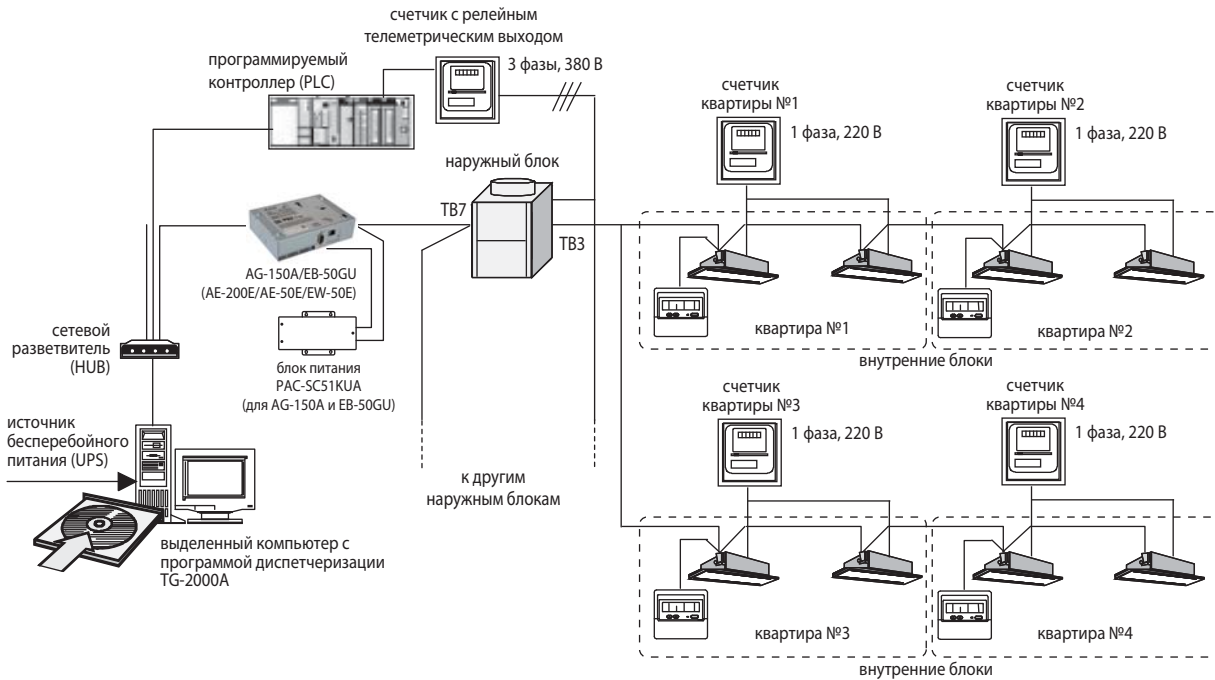 счетчик с релейным
телеметрическим выходом
3 фазы, 380 В
программируемый
контроллер (PLC)
наружный блок
TB7
TB3
AG-150A/EB-50GU
(AE-200E/AE-50E/EW-50E)
сетевой
разветвитель
(HUB)
блок питания
PAC-SC51KUA
(для AG-150A и EB-50GU)
источник
бесперебойного
питания (UPS)
к другим
наружным блокам
выделенный компьютер с
программой диспетчеризации
TG-2000A
счетчик
квартиры №1
1 фаза, 220 В
счетчик
квартиры №2
1 фаза, 220 В
квартира №1
квартира №2
внутренние блоки
счетчик
квартиры №3
1 фаза, 220 В
счетчик
квартиры №4
1 фаза, 220 В
квартира №3
квартира №4
внутренние блоки